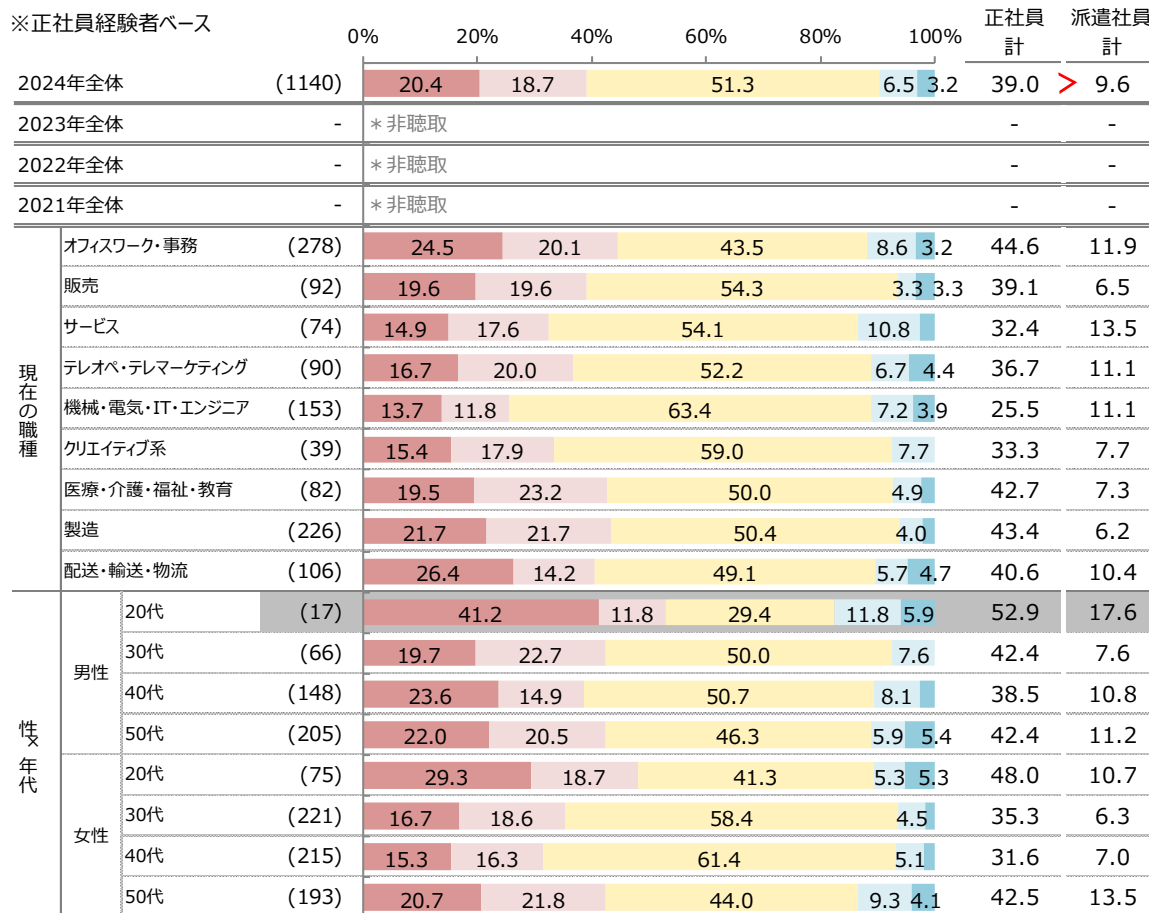 ※正社員経験者ベース
正社員 派遣社員
0% 20% 40% 60% 80% 100% 計 計
2024年全体 (1140) 20.4 18.7 51.3 6.5 3.2 39.0 > 9.6
2023年全体 - *非聴取 - -
2022年全体 - *非聴取 - -
2021年全体 - *非聴取 - -
現在の職種
オフィスワーク・事務 (278) 24.5 20.1 43.5 8.6 3.2 44.6 11.9
販売 (92) 19.6 19.6 54.3 3.3 3.3 39.1 6.5
サービス (74) 14.9 17.6 54.1 10.8 32.4 13.5
テレオペ・テレマーケティング (90) 16.7 20.0 52.2 6.7 4.4 36.7 11.1
機械・電気・IT・エンジニア (153) 13.7 11.8 63.4 7.2 3.9 25.5 11.1
クリエイティブ系 (39) 15.4 17.9 59.0 7.7 33.3 7.7
医療・介護・福祉・教育 (82) 19.5 23.2 50.0 4.9 42.7 7.3
製造 (226) 21.7 21.7 50.4 4.0 43.4 6.2
配送・輸送・物流 (106) 26.4 14.2 49.1 5.7 4.7 40.6 10.4
性×年代
男性
20代 (17) 41.2 11.8 29.4 11.8 5.9 52.9 17.6
30代 (66) 19.7 22.7 50.0 7.6 42.4 7.6
40代 (148) 23.6 14.9 50.7 8.1 38.5 10.8
50代 (205) 22.0 20.5 46.3 5.9 5.4 42.4 11.2
女性
20代 (75) 29.3 18.7 41.3 5.3 5.3 48.0 10.7
30代 (221) 16.7 18.6 58.4 4.5 35.3 6.3
40代 (215) 15.3 16.3 61.4 5.1 31.6 7.0
50代 (193) 20.7 21.8 44.0 9.3 4.1 42.5 13.5